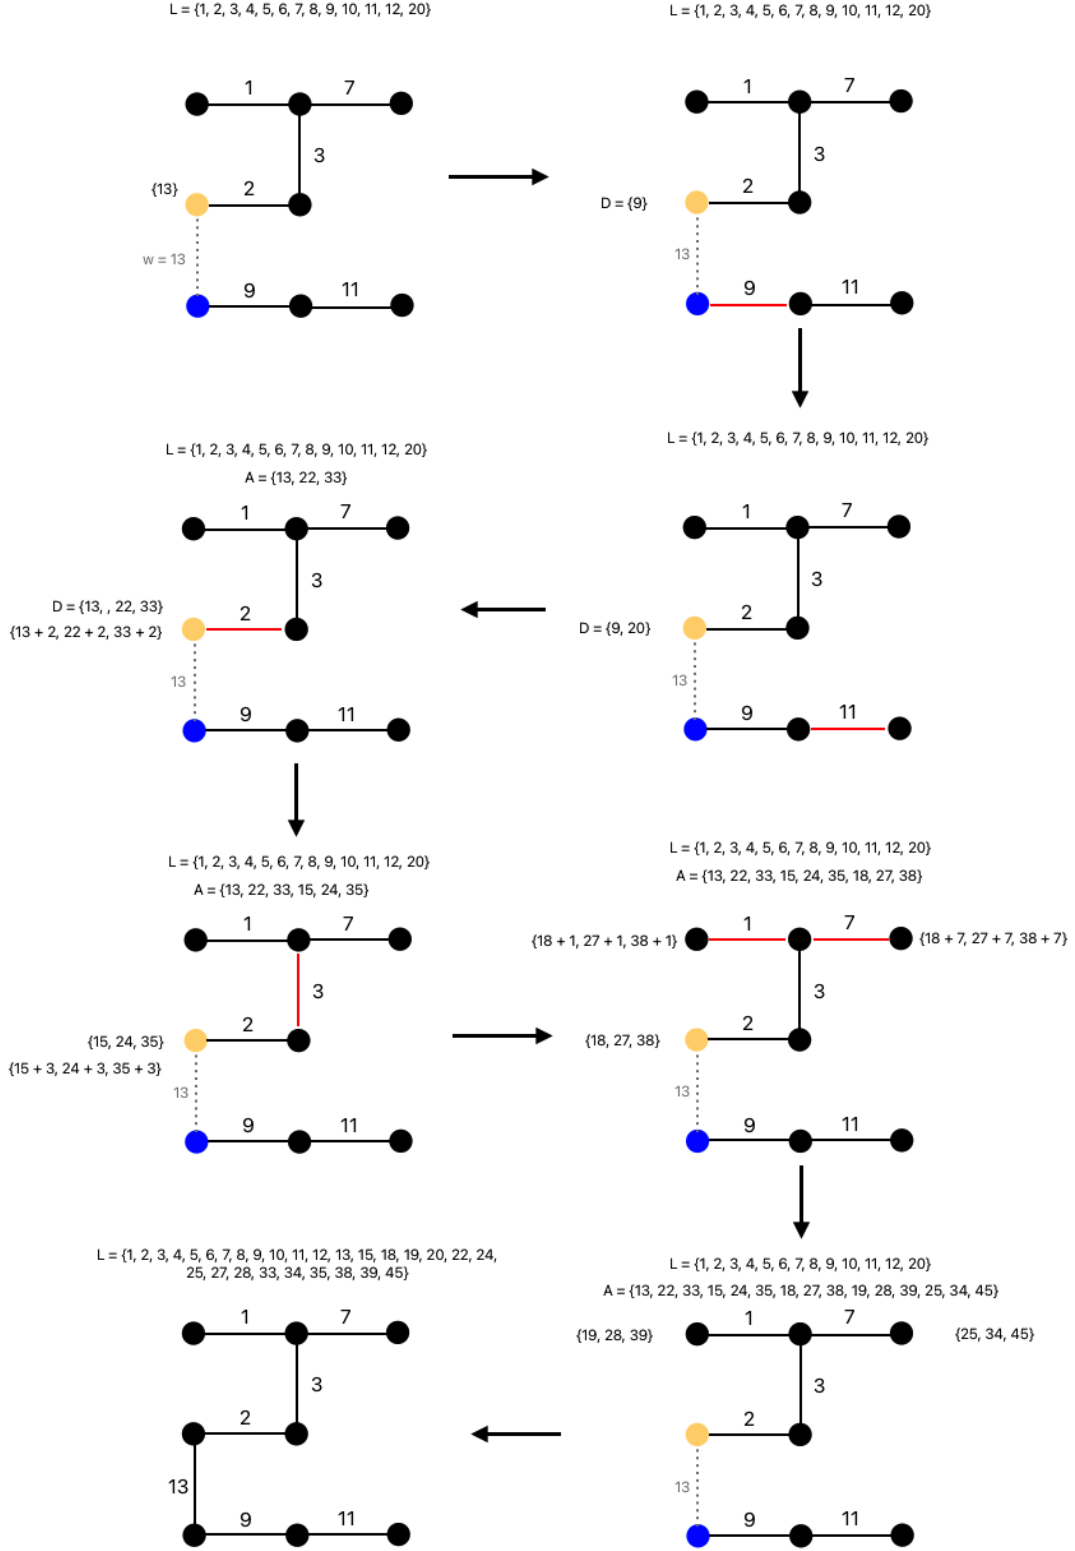 L = {1, 2, 3, 4, 5, 6, 7, 8, 9, 10, 11, 12, 20}
1
7
3
{13}
2
w = 13
9
11
L = {1, 2, 3, 4, 5, 6, 7, 8, 9, 10, 11, 12, 20}
1
7
3
D = {9}
2
13
9
11
L = {1, 2, 3, 4, 5, 6, 7, 8, 9, 10, 11, 12, 20}
1
7
3
D = {9, 20}
2
13
9
11
L = {1, 2, 3, 4, 5, 6, 7, 8, 9, 10, 11, 12, 20}
A = {13, 22, 33}
1
7
3
D = {13, , 22, 33}
{13 + 2, 22 + 2, 33 + 2}
2
13
9
11
L = {1, 2, 3, 4, 5, 6, 7, 8, 9, 10, 11, 12, 20}
A = {13, 22, 33, 15, 24, 35}
1
7
3
{15, 24, 35}
{15 + 3, 24 + 3, 35 + 3}
2
13
9
11
L = {1, 2, 3, 4, 5, 6, 7, 8, 9, 10, 11, 12, 20}
A = {13, 22, 33, 15, 24, 35, 18, 27, 38}
{18 + 1, 27 + 1, 38 + 1}
1
7
{18 + 7, 27 + 7, 38 + 7}
3
{18, 27, 38}
2
13
9
11
L = {1, 2, 3, 4, 5, 6, 7, 8, 9, 10, 11, 12, 20}
A = {13, 22, 33, 15, 24, 35, 18, 27, 38, 19, 28, 39, 25, 34, 45}
{19, 28, 39}
1
7
{25, 34, 45}
3
2
13
9
11
L = {1, 2, 3, 4, 5, 6, 7, 8, 9, 10, 11, 12, 13, 15, 18, 19, 20, 22, 24,
25, 27, 28, 33, 34, 35, 38, 39, 45}
1
7
3
2
13
9
11